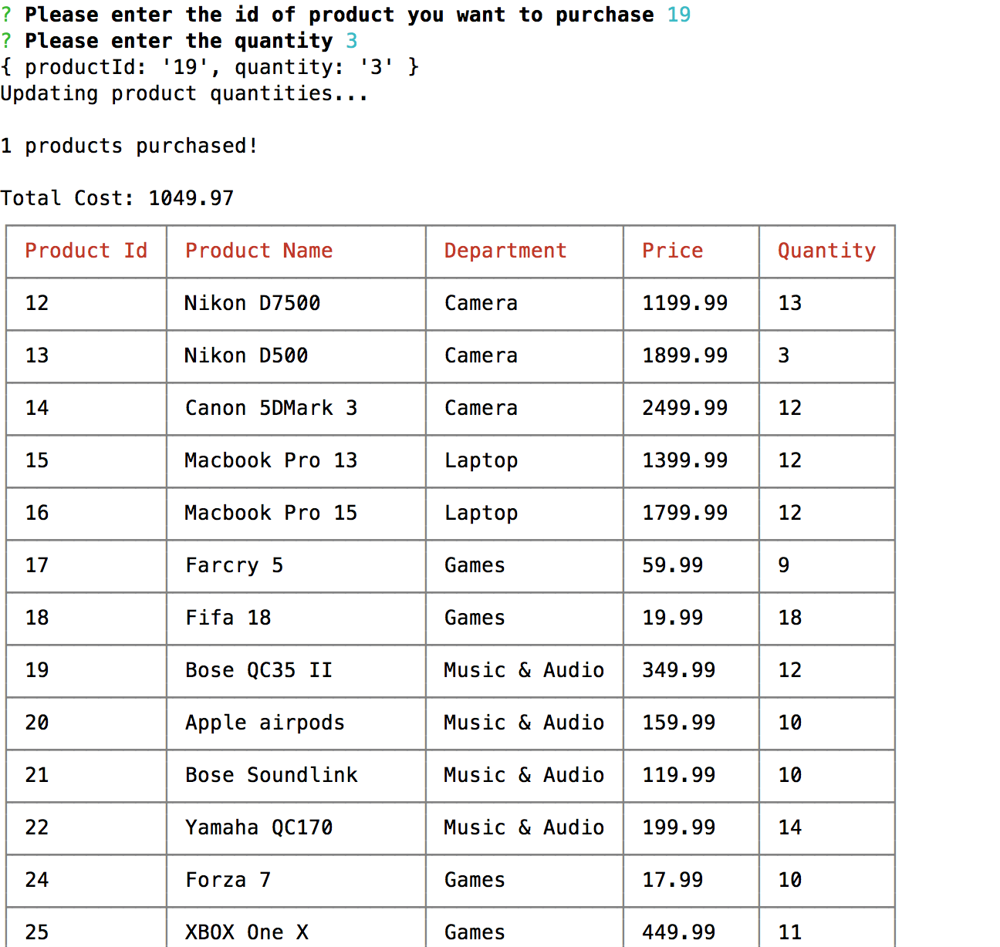 ? Please enter the id of product you want to purchase 19
? Please enter the quantity 3
{ productId: '19', quantity: '3' }
Updating product quantities...
1 products purchased!
Total Cost: 1049.97
Product Id Product Name Department Price Quantity
12 Nikon D7500 Camera 1199.99 13
13 Nikon D500 Camera 1899.99 3
14 Canon 5DMark 3 Camera 2499.99 12
15 Macbook Pro 13 Laptop 1399.99 12
16 Macbook Pro 15 Laptop 1799.99 12
17 Farcry 5 Games 59.99 9
18 Fifa 18 Games 19.99 18
19 Bose QC35 II Music & Audio 349.99 12
20 Apple airpods Music & Audio 159.99 10
21 Bose Soundlink Music & Audio 119.99 10
22 Yamaha QC170 Music & Audio 199.99 14
24 Forza 7 Games 17.99 10
25 XBOX One X Games 449.99 11